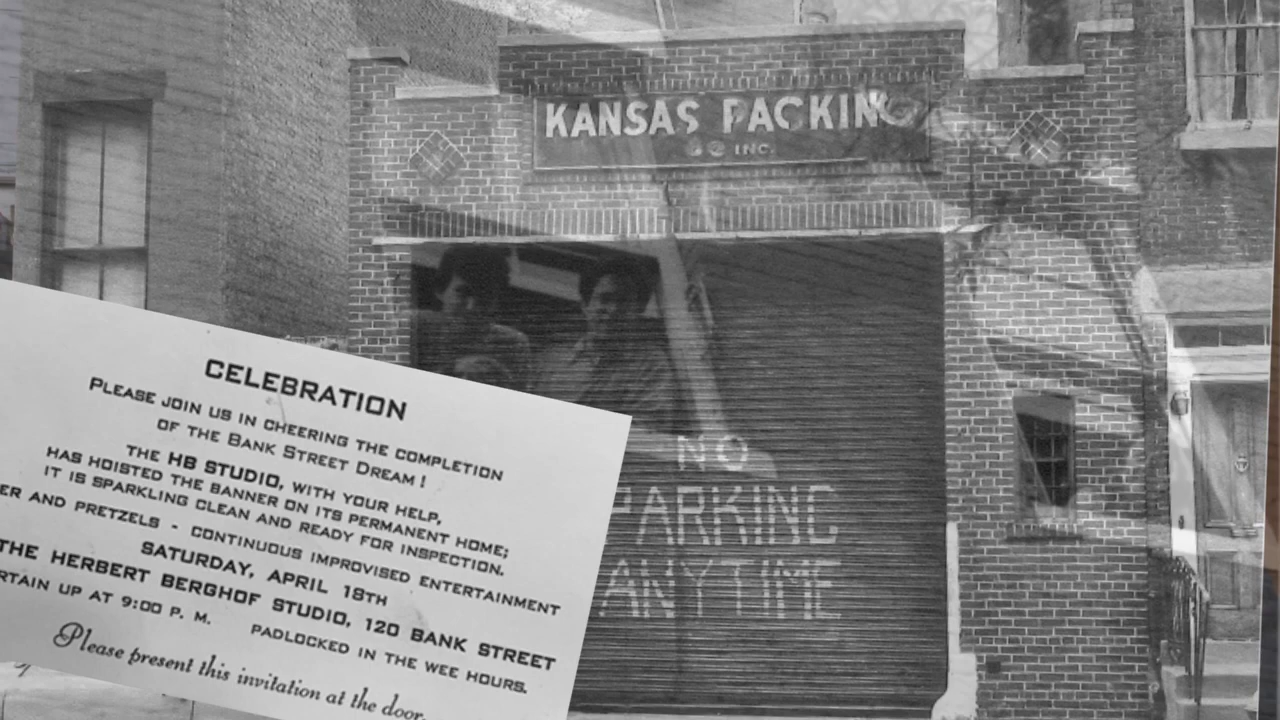 KANSAS PACKING
CO INC.
NO
PARKING
ANYTIME
CELEBRATION
PLEASE JOIN US IN CHEERING THE COMPLETION
OF THE BANK STREET DREAM !
THE HB STUDIO, WITH YOUR HELP,
HAS HOISTED THE BANNER ON ITS PERMANENT HOME;
IT IS SPARKLING CLEAN AND READY FOR INSPECTION.
AND PRETZELS - CONTINUOUS IMPROVISED ENTERTAINMENT
SATURDAY, APRIL 18TH
THE HERBERT BERGHOF STUDIO, 120 BANK STREET
UP AT 9:00 P. M. PADLOCKED IN THE WEE HOURS.
Please present this invitation at the door.